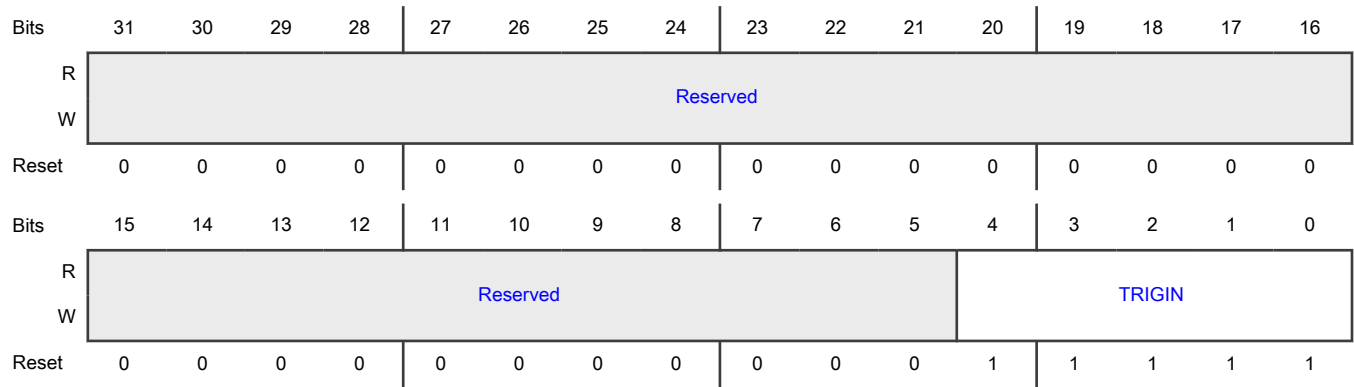 Bits 31 30 29 28 27 26 25 24 23 22 21 20 19 18 17 16
R
Reserved
W
Reset 0 0 0 0 0 0 0 0 0 0 0 0 0 0 0 0
Bits 15 14 13 12 11 10 9 8 7 6 5 4 3 2 1 0
R
Reserved TRIGIN
W
Reset 0 0 0 0 0 0 0 0 0 0 0 1 1 1 1 1